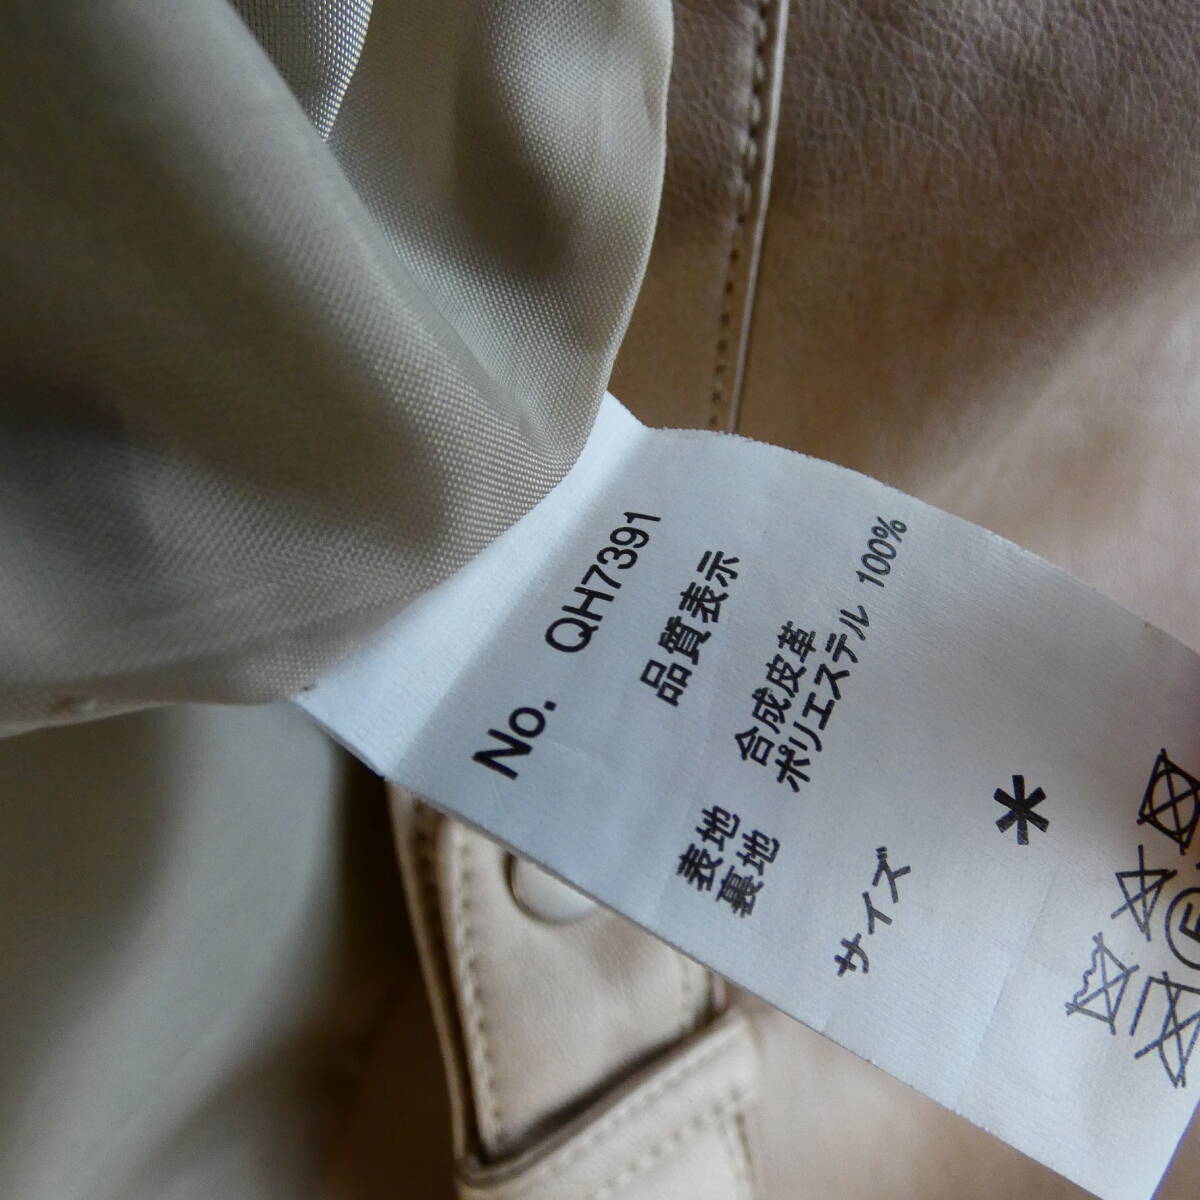 No. QH7391
品質表示
表地 合成皮革
裏地 ポリエステル 100%
サイズ *